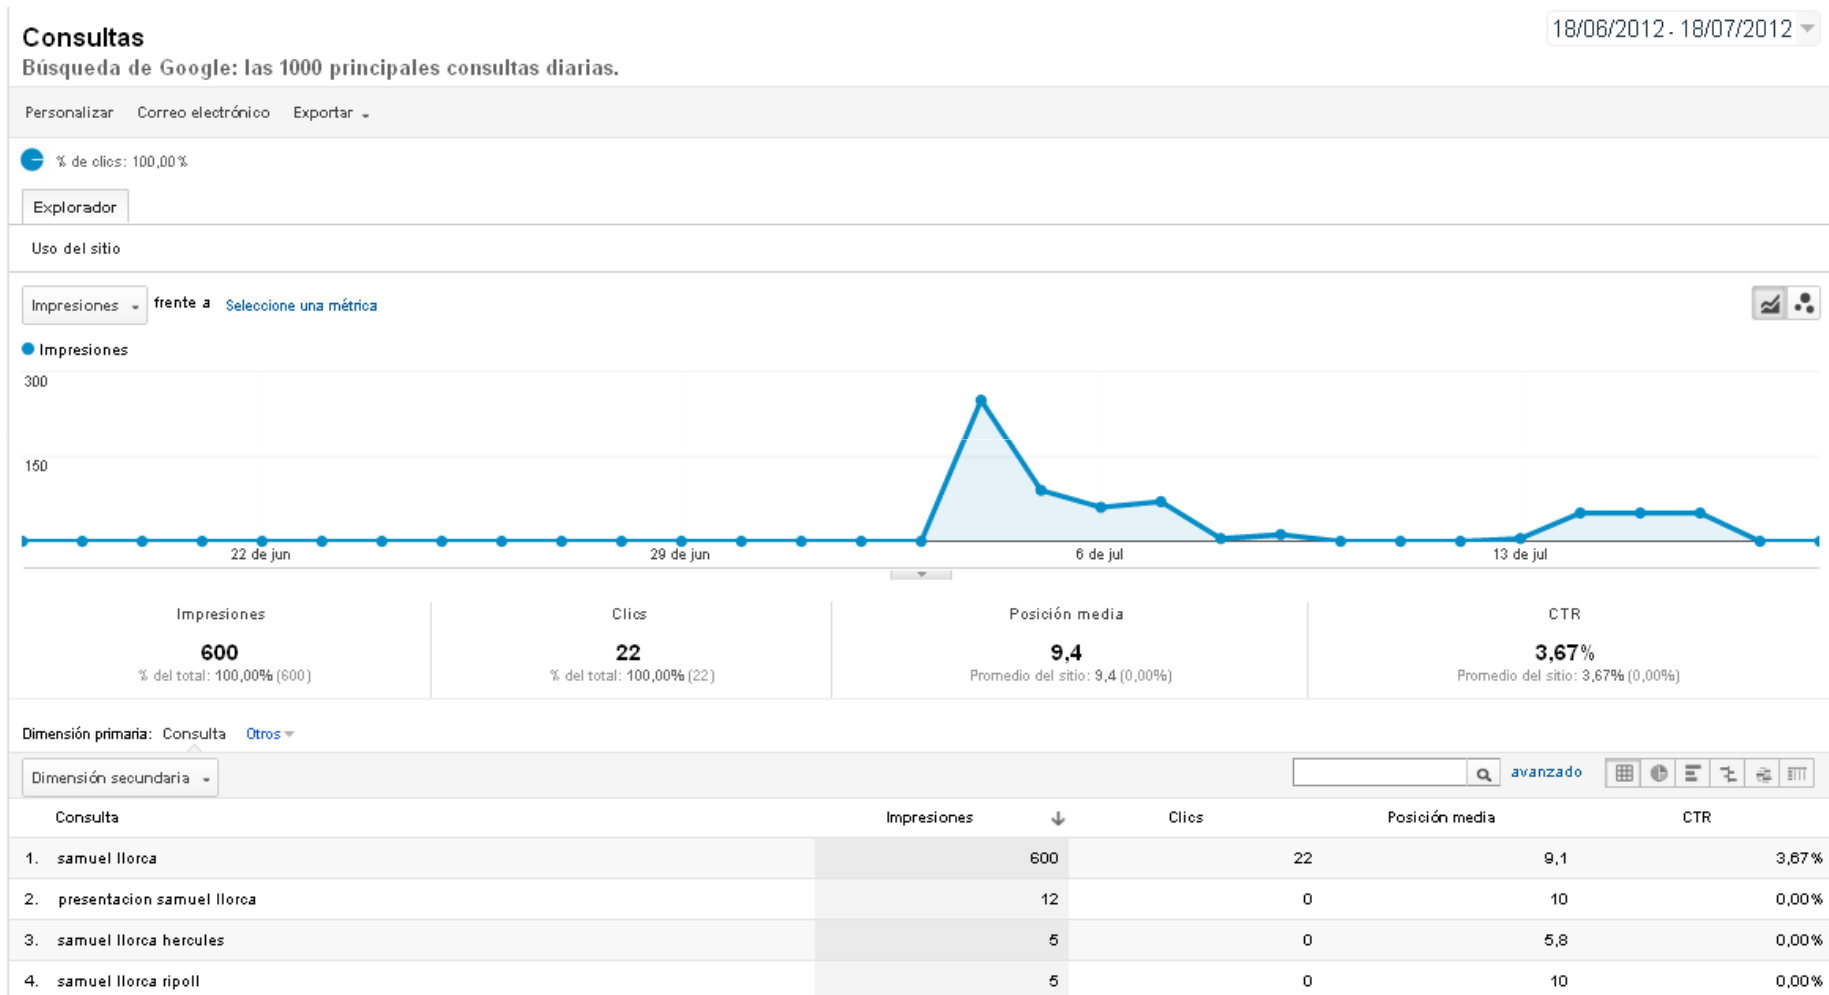 Consultas
18/06/2012 - 18/07/2012
Búsqueda de Google: las 1000 principales consultas diarias.
Personalizar Correo electrónico Exportar
% de clics: 100,00%
Explorador
Uso del sitio
Impresiones frente a Seleccione una métrica
Impresiones
300
150
22 de jun 29 de jun 6 de jul 13 de jul
Impresiones Clics Posición media CTR
600 22 9,4 3,67%
% del total: 100,00% (600) % del total: 100,00% (22) Promedio del sitio: 9,4 (0,00%) Promedio del sitio: 3,67% (0,00%)
Dimensión primaria: Consulta Otros
Dimensión secundaria avanzado
Consulta Impresiones Clics Posición media CTR
1. samuel llorca 600 22 9,1 3,67%
2. presentacion samuel llorca 12 0 10 0,00%
3. samuel llorca hercules 5 0 5,8 0,00%
4. samuel llorca ripoll 5 0 10 0,00%